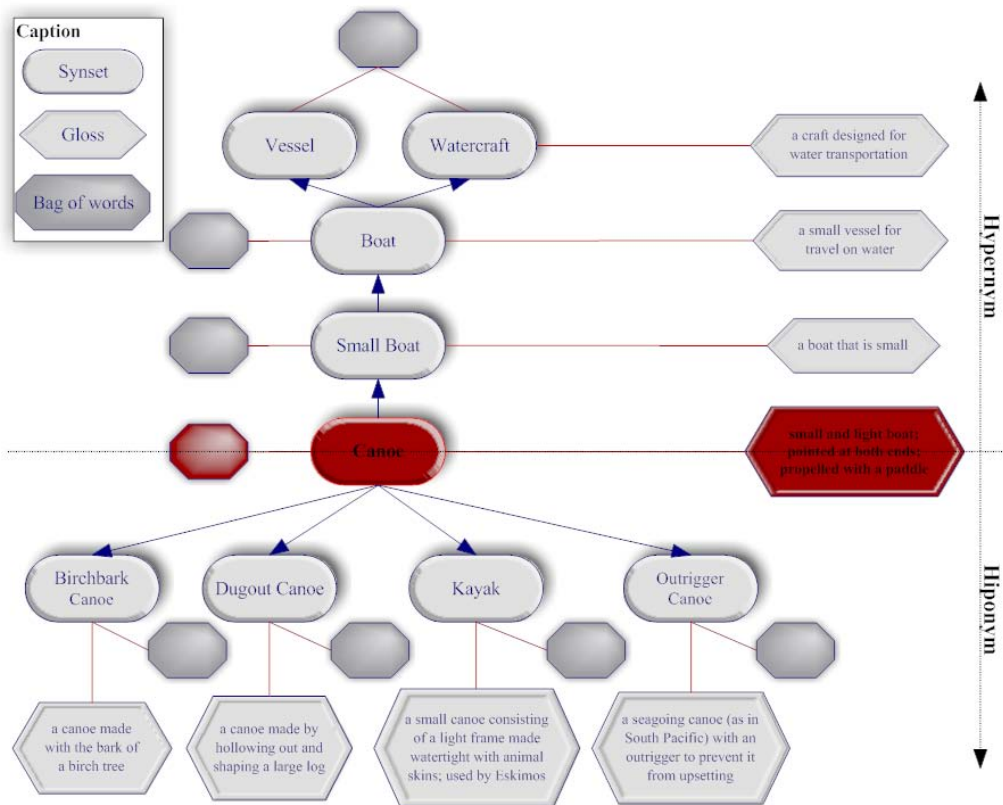 Caption
Synset
Gloss
Bag of words
Vessel
Watercraft
a craft designed for
water transportation
Boat
a small vessel for
travel on water
Small Boat
a boat that is small
Canoe
small and light boat;
pointed at both ends;
propelled with a paddle
Hypernym
Hiponym
Birchbark
Canoe
Dugout Canoe
Kayak
Outrigger
Canoe
a canoe made
with the bark of
a birch tree
a canoe made by
hollowing out and
shaping a large log
a small canoe consisting
of a light frame made
watertight with animal
skins; used by Eskimos
a seagoing canoe (as in
South Pacific) with an
outrigger to prevent it
from upsetting